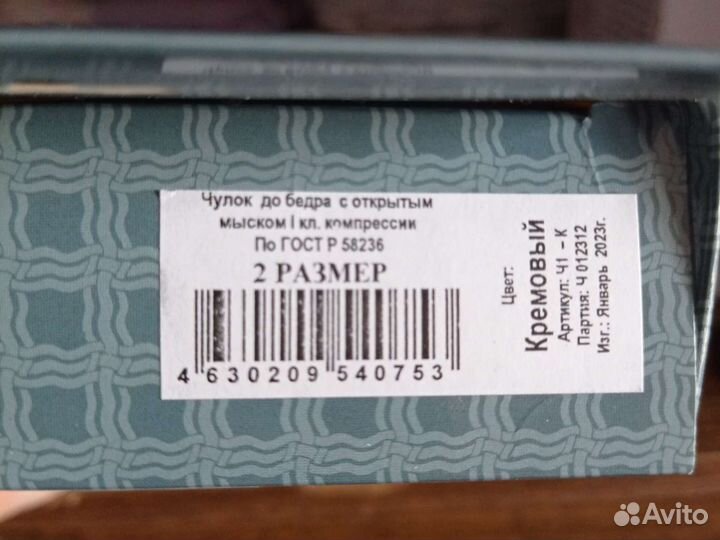 Чулок до бедра с открытым
мыском I кл. компрессии
По ГОСТ Р 58236
2 РАЗМЕР
4 630209 540753
Цвет:
Кремовый
Артикул: Ч1 - К
Партия: Ч 012312
Изг.: Январь 2023г.
Avito